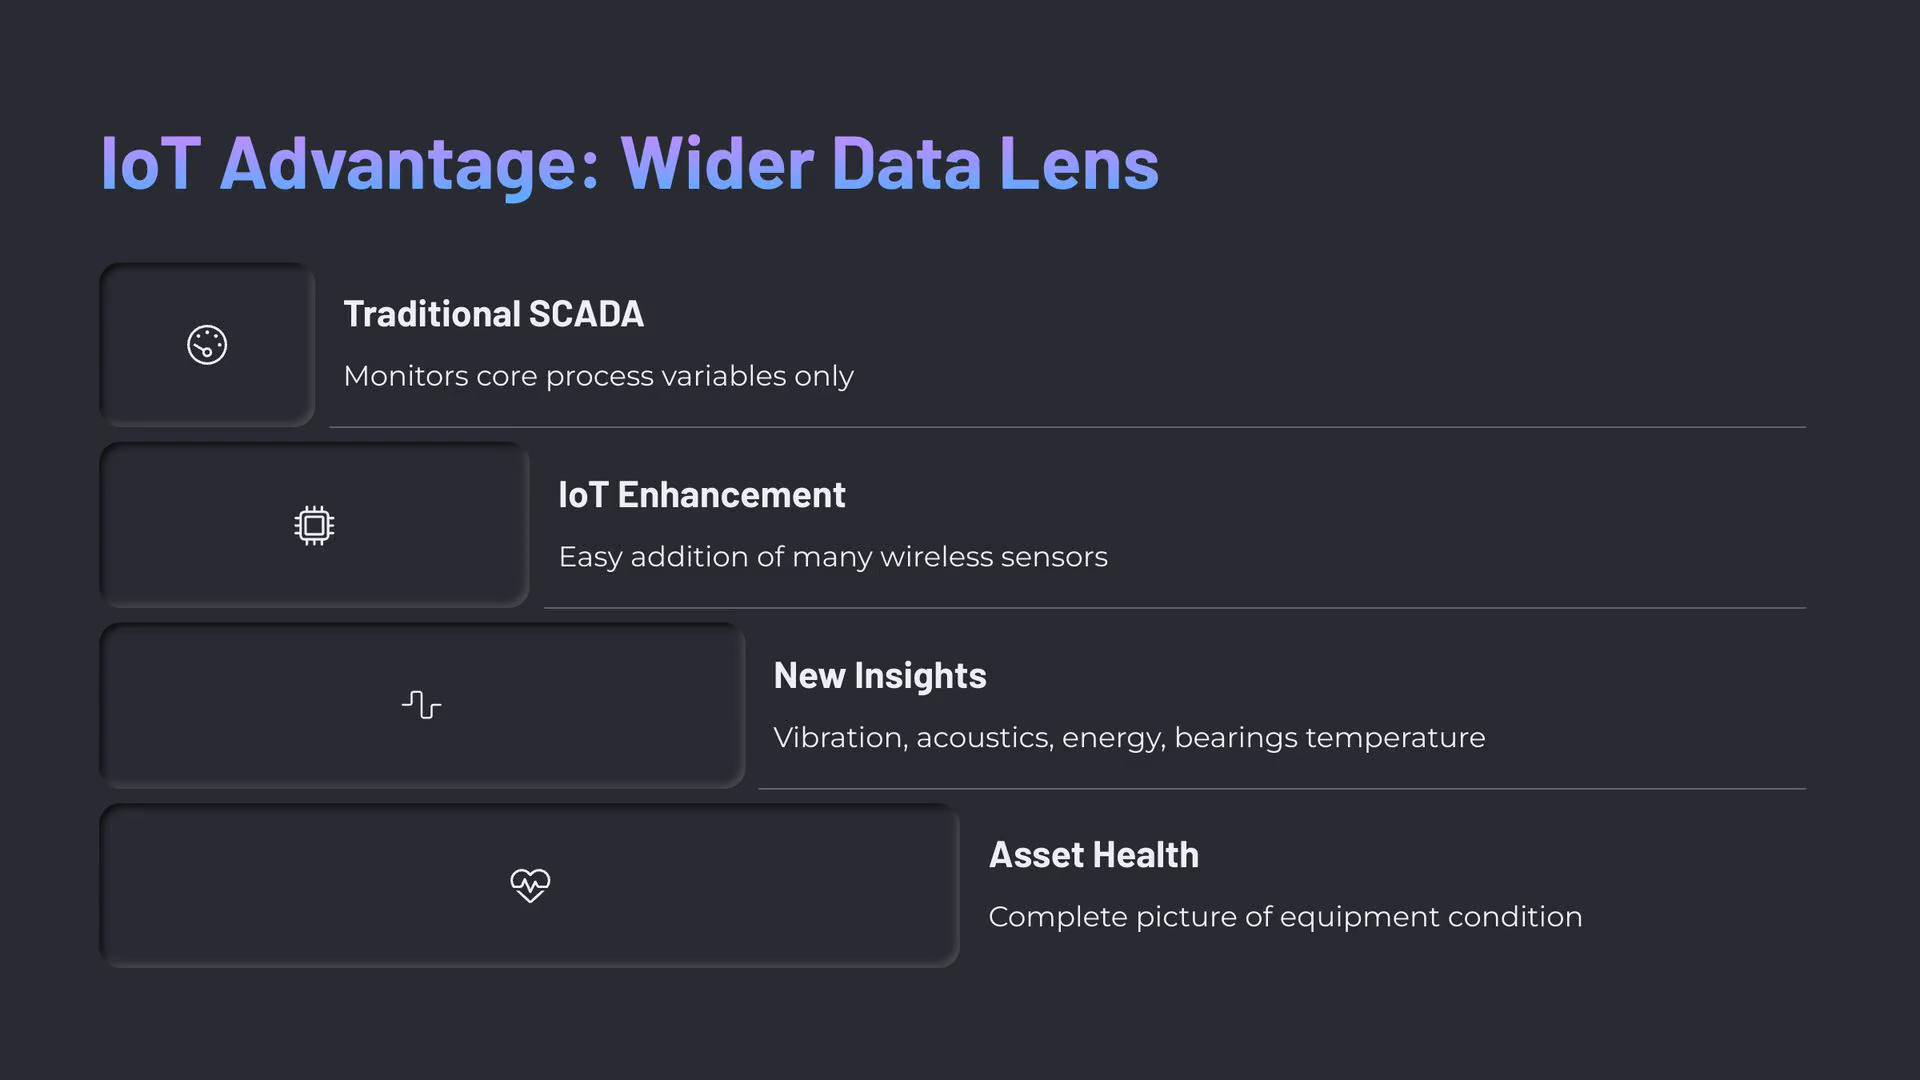 IoT Advantage: Wider Data Lens
Traditional SCADA
Monitors core process variables only
IoT Enhancement
Easy addition of many wireless sensors
New Insights
Vibration, acoustics, energy, bearings temperature
Asset Health
Complete picture of equipment condition